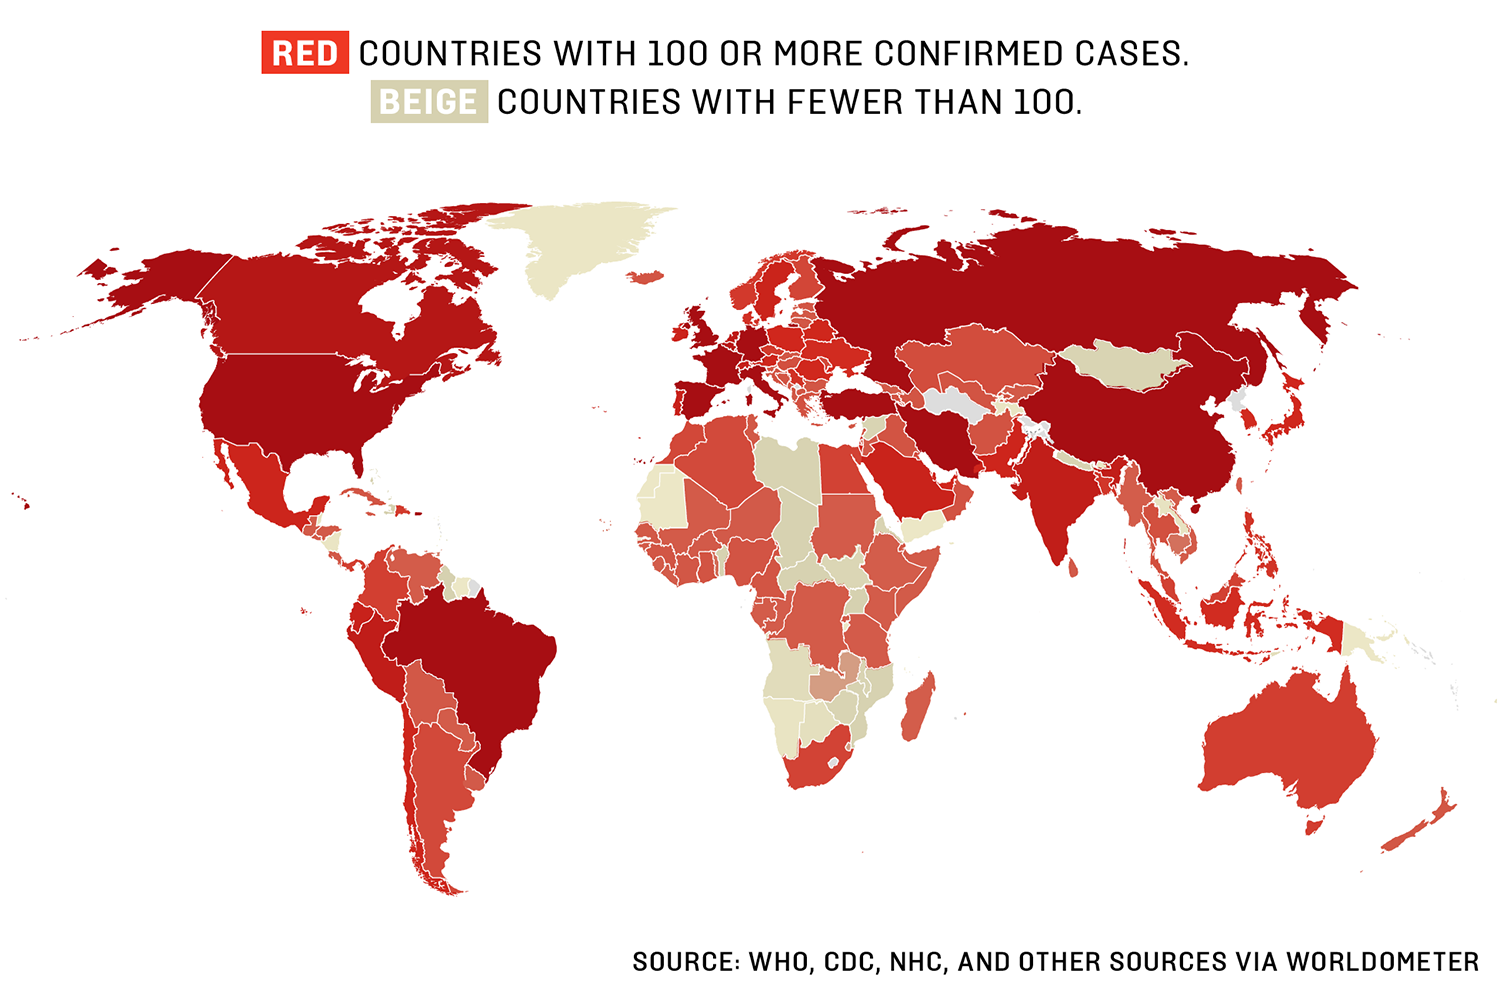 RED COUNTRIES WITH 100 OR MORE CONFIRMED CASES.
BEIGE COUNTRIES WITH FEWER THAN 100.
SOURCE: WHO, CDC, NHC, AND OTHER SOURCES VIA WORLDOMETER